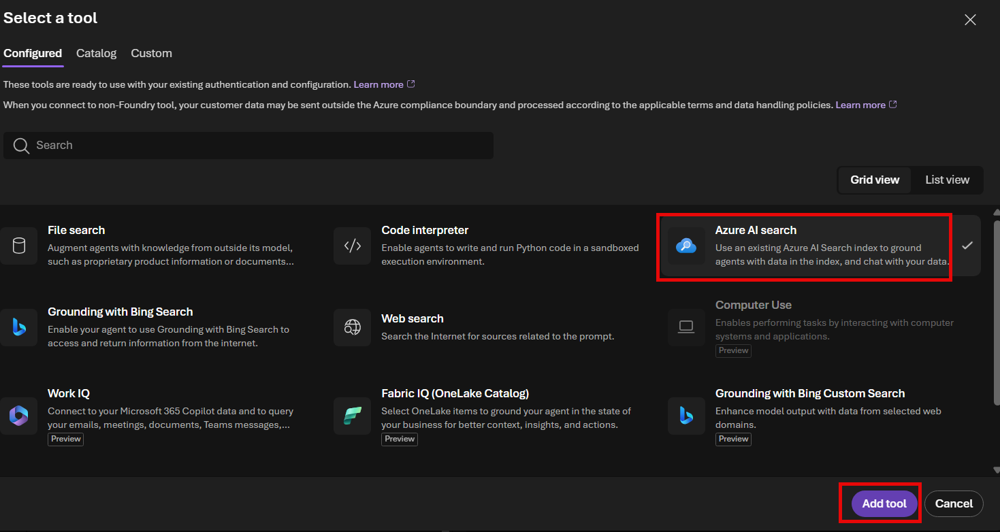 Select a tool
Configured Catalog Custom
These tools are ready to use with your existing authentication and configuration. Learn more
When you connect to non-Foundry tool, your customer data may be sent outside the Azure compliance boundary and processed according to the applicable terms and data handling policies. Learn more
Search
Grid view List view
File search
Augment agents with knowledge from outside its model,
such as proprietary product information or documents...
Code interpreter
Enable agents to write and run Python code in a sandboxed
execution environment.
Azure AI search
Use an existing Azure AI Search index to ground
agents with data in the index, and chat with your data.
Grounding with Bing Search
Enable your agent to use Grounding with Bing Search to
access and return information from the internet.
Web search
Search the Internet for sources related to the prompt.
Computer Use
Enables performing tasks by interacting with computer
systems and applications.
Preview
Work IQ
Connect to your Microsoft 365 Copilot data and to query
your emails, meetings, documents, Teams messages,...
Preview
Fabric IQ (OneLake Catalog)
Select OneLake items to ground your agent in the state of
your business for better context, insights, and actions.
Preview
Grounding with Bing Custom Search
Enhance model output with data from selected web
domains.
Preview
Add tool Cancel